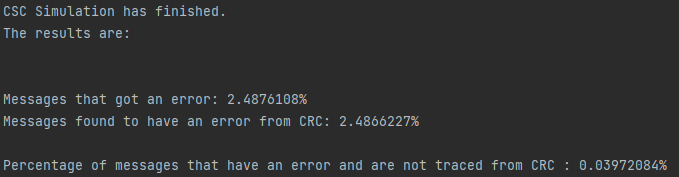 CSC Simulation has finished.
The results are:
Messages that got an error: 2.4876108%
Messages found to have an error from CRC: 2.4866227%
Percentage of messages that have an error and are not traced from CRC : 0.03972084%